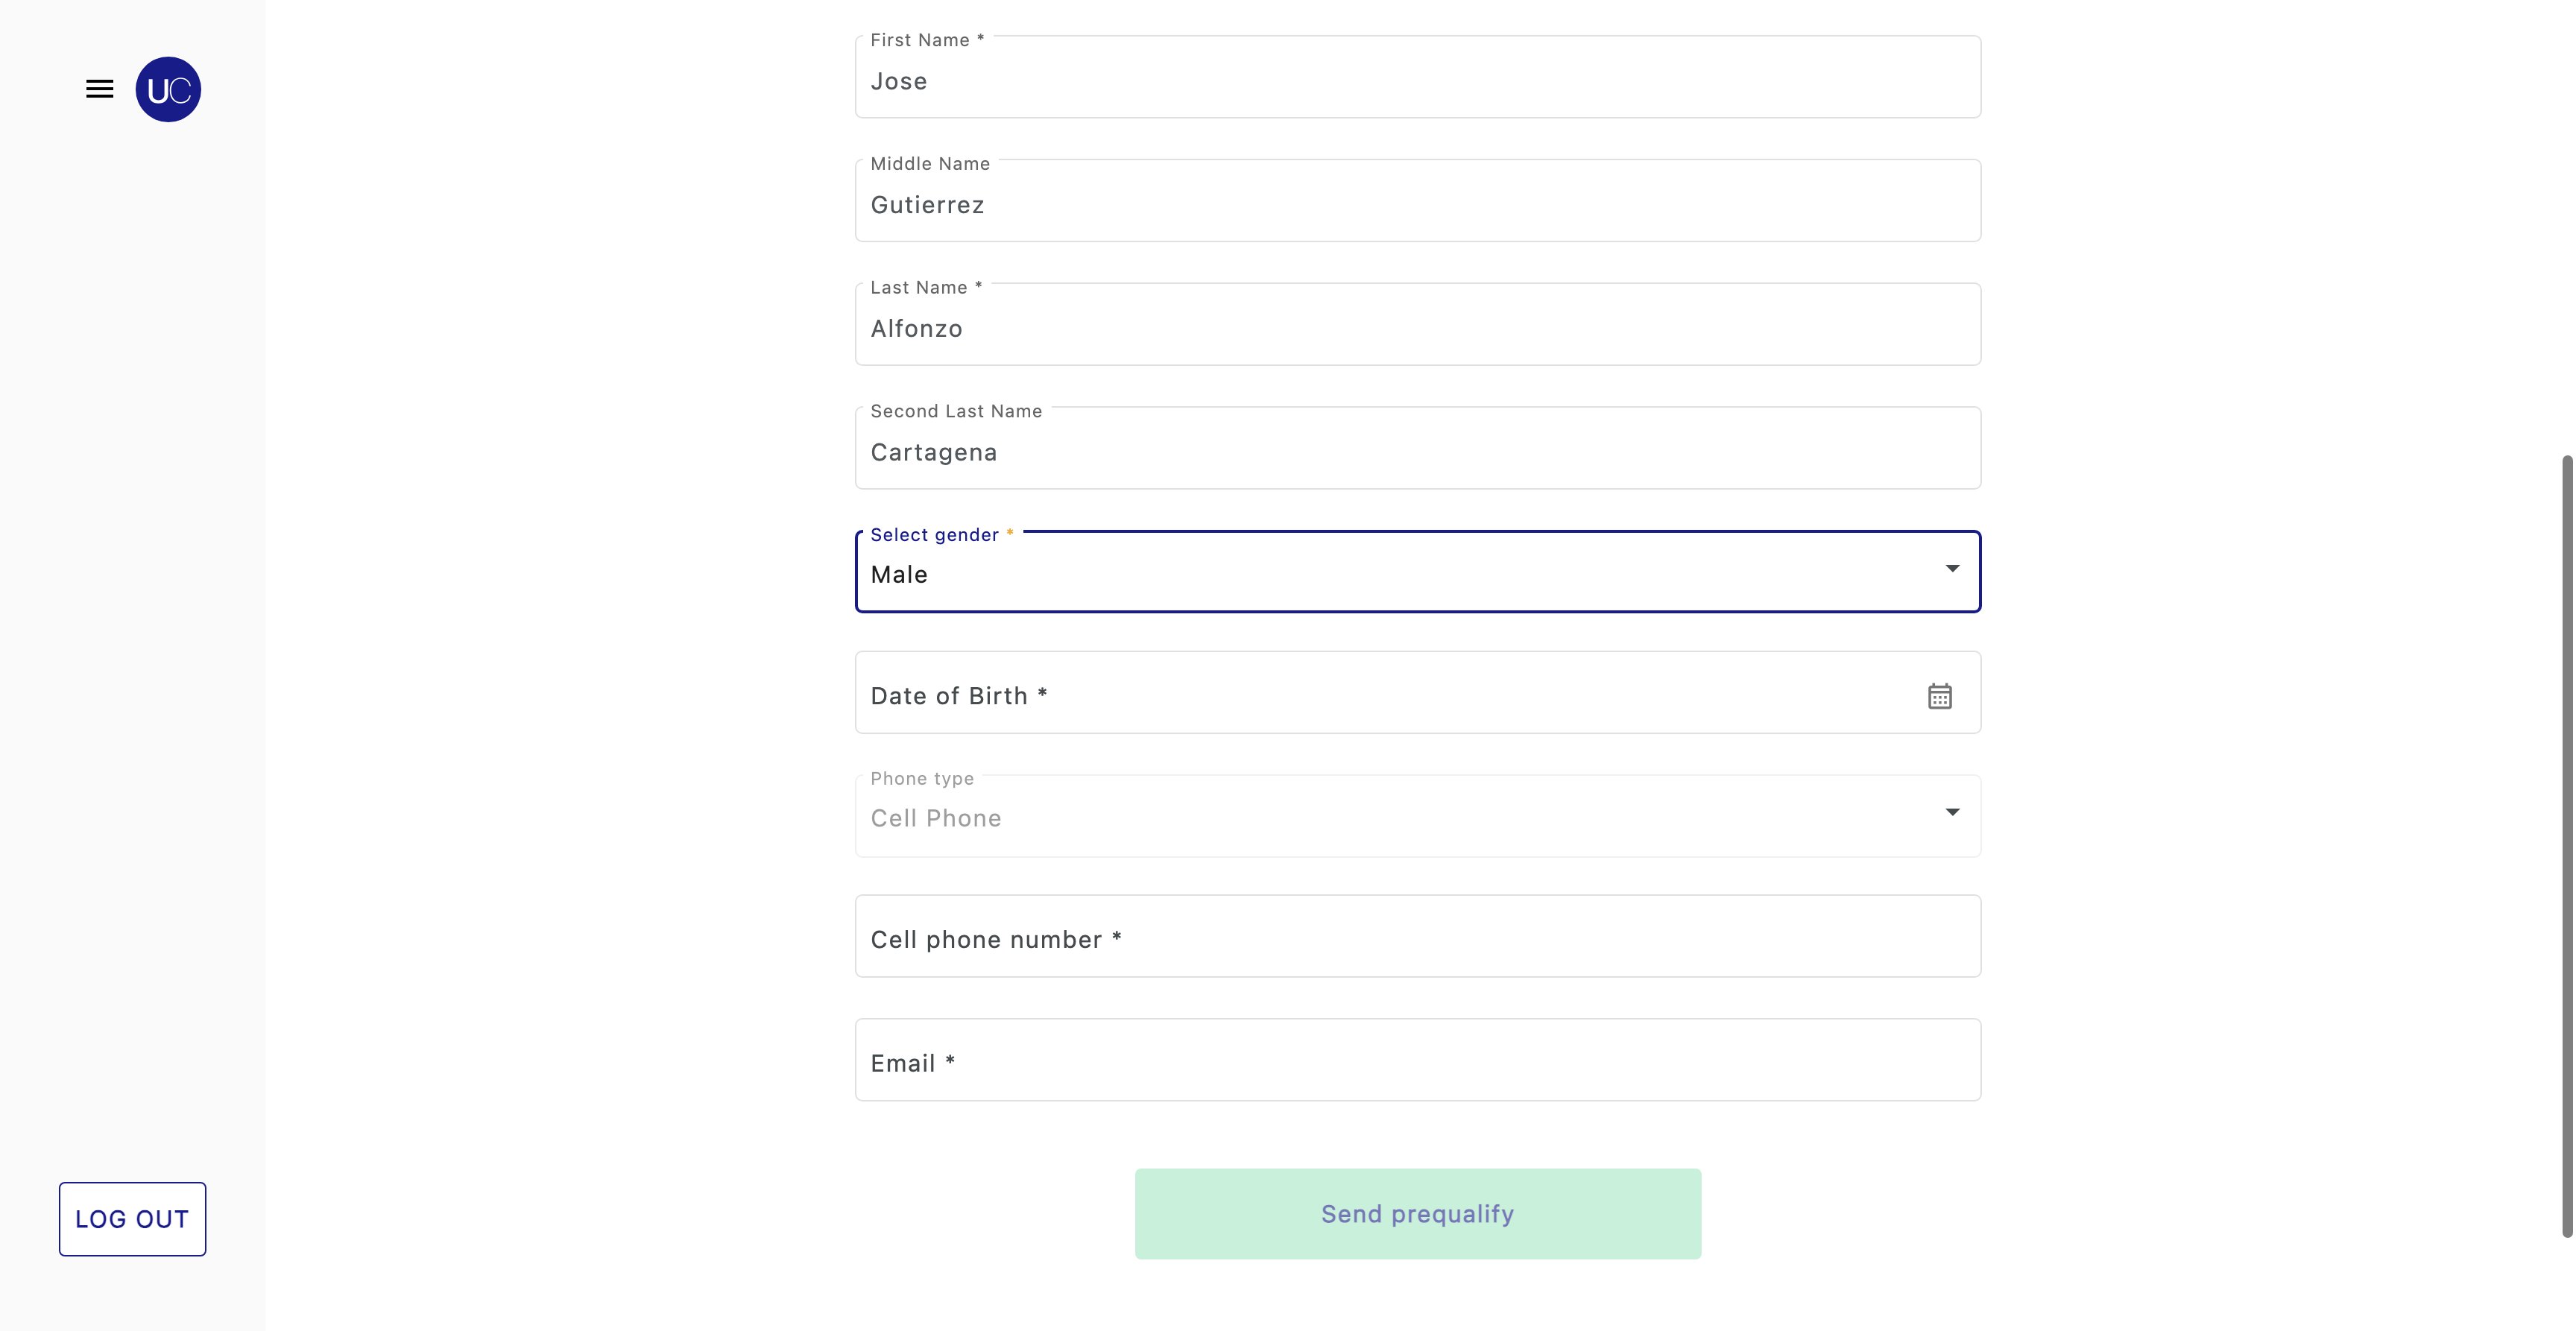 UC
First Name *
Jose
Middle Name
Gutierrez
Last Name *
Alfonzo
Second Last Name
Cartagena
Select gender *
Male
Date of Birth *
Phone type
Cell Phone
Cell phone number *
Email *
Send prequalify
LOG OUT